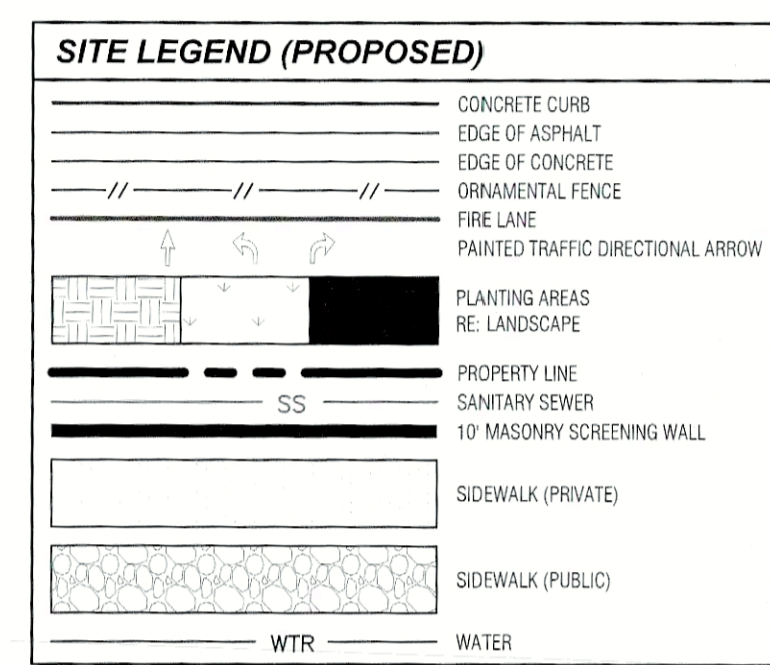 SITE LEGEND (PROPOSED)
CONCRETE CURB
EDGE OF ASPHALT
EDGE OF CONCRETE
// // // ORNAMENTAL FENCE
FIRE LANE
PAINTED TRAFFIC DIRECTIONAL ARROW
PLANTING AREAS
RE: LANDSCAPE
PROPERTY LINE
SS SANITARY SEWER
10' MASONRY SCREENING WALL
SIDEWALK (PRIVATE)
SIDEWALK (PUBLIC)
WTR WATER